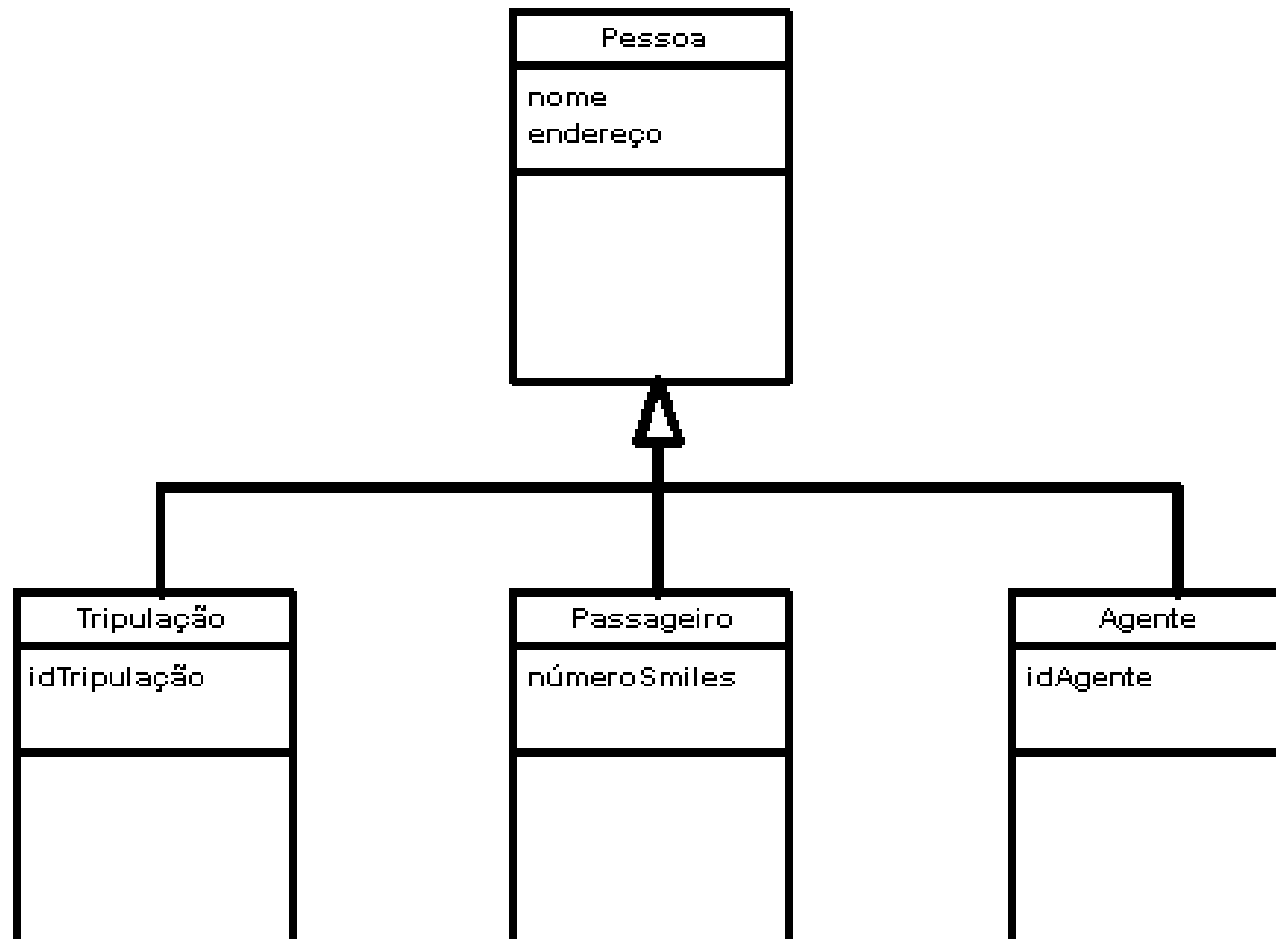 Pessoa
nome
endereço
Tripulação
idTripulação
Passageiro
númeroSmiles
Agente
idAgente